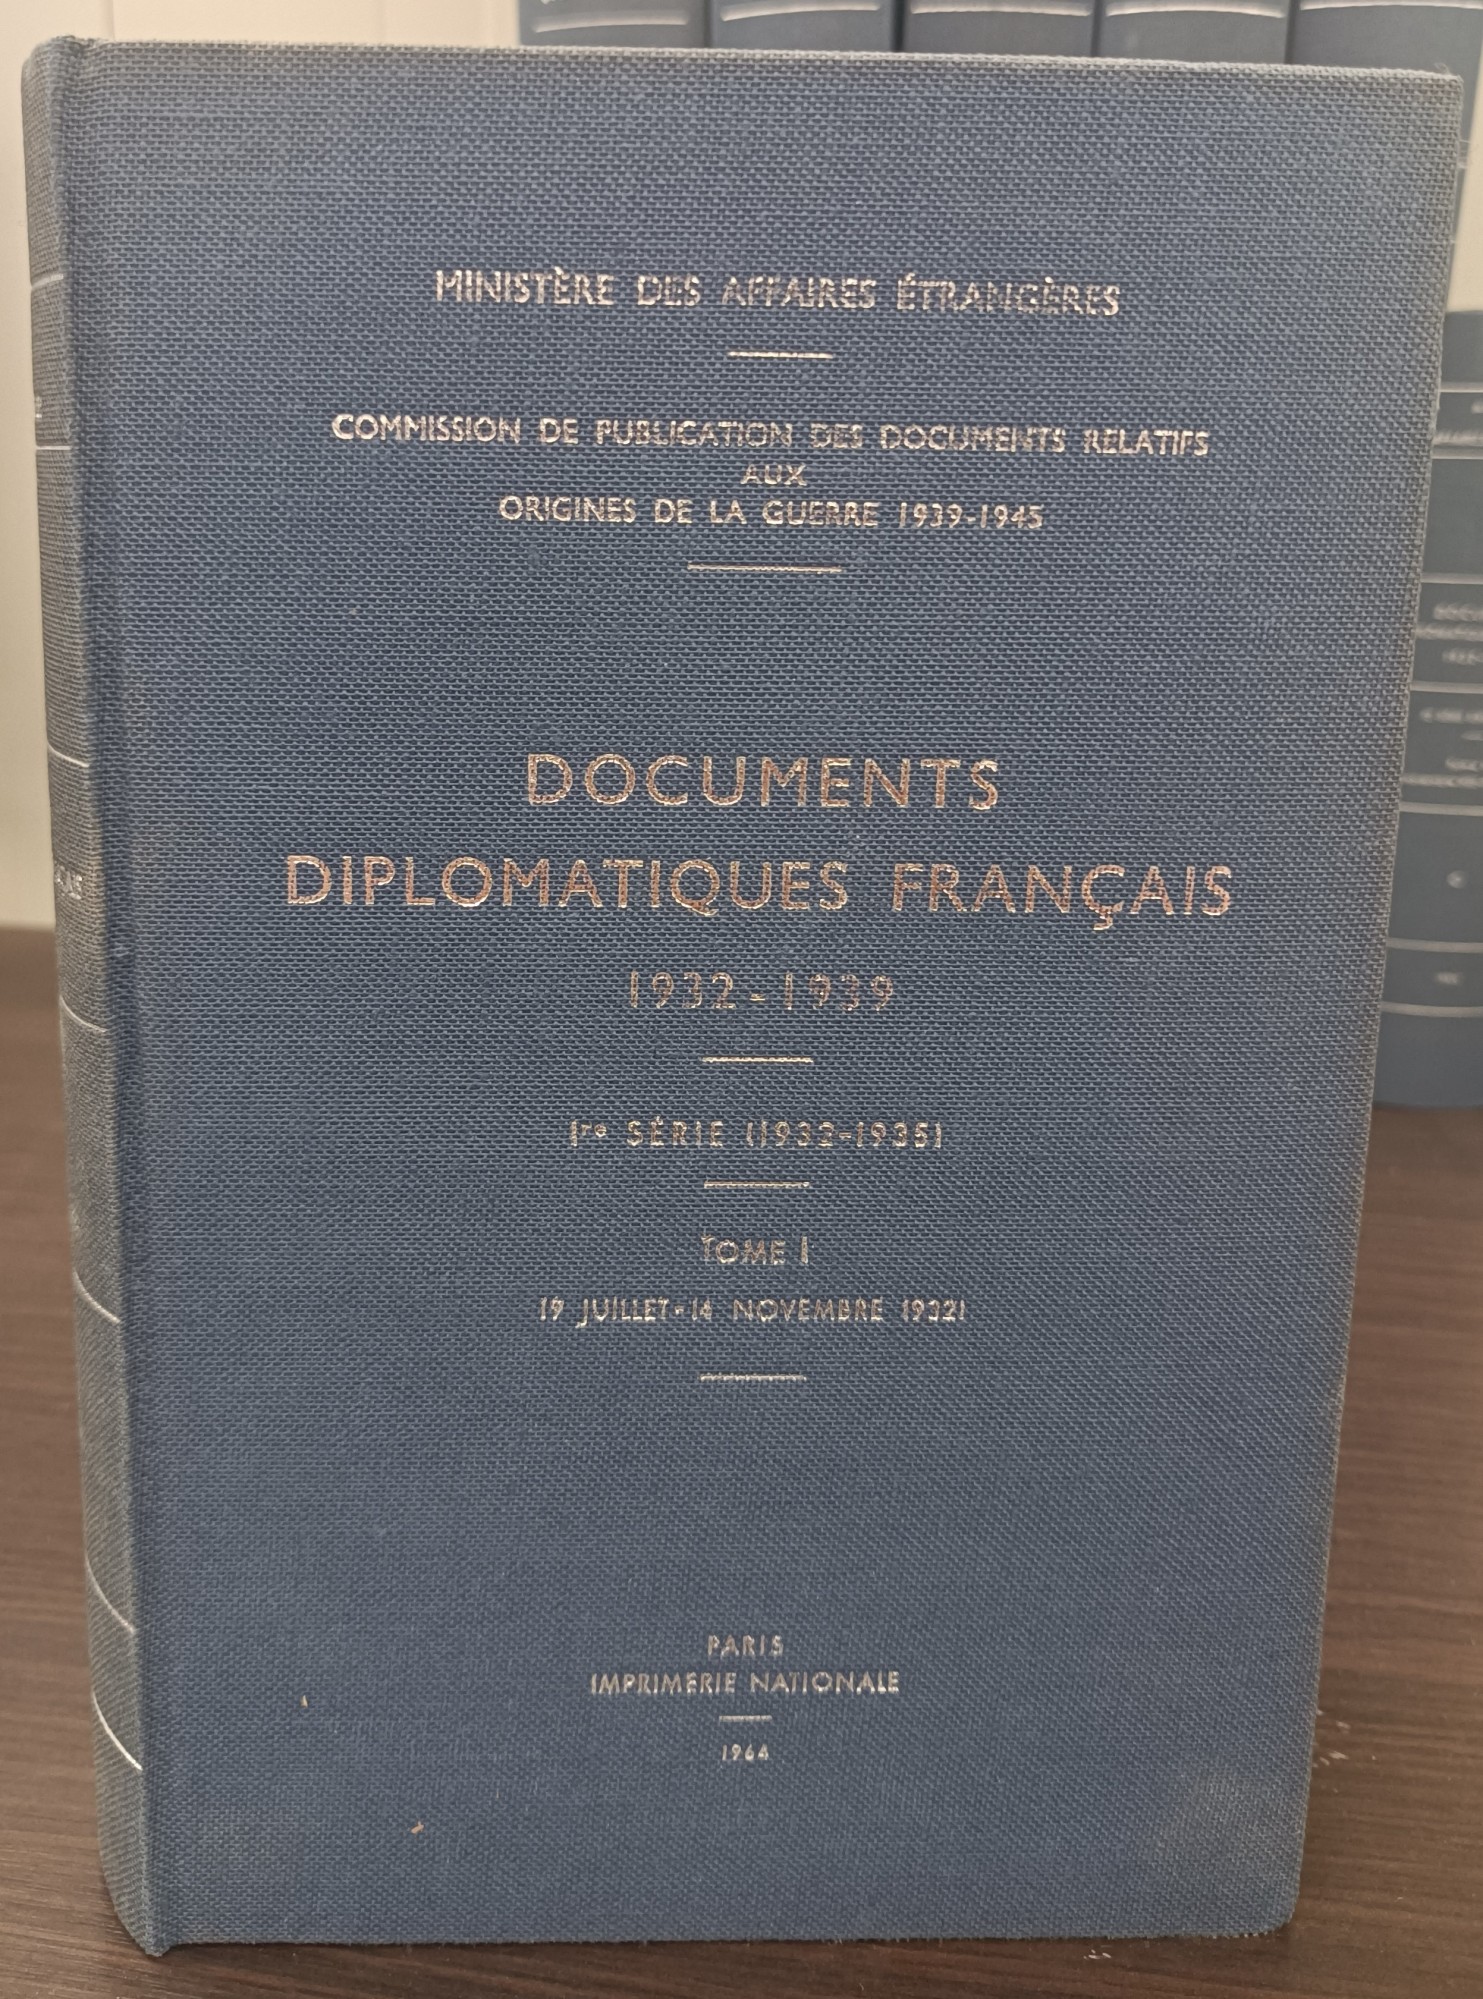 MINISTÈRE DES AFFAIRES ÉTRANGÈRES
COMMISSION DE PUBLICATION DES DOCUMENTS RELATIFS
AUX
ORIGINES DE LA GUERRE 1939-1945
DOCUMENTS
DIPLOMATIQUES FRANÇAIS
1932-1939
1re SÉRIE (1932-1935)
TOME I
(9 JUILLET-14 NOVEMBRE 1932)
PARIS
IMPRIMERIE NATIONALE
1964